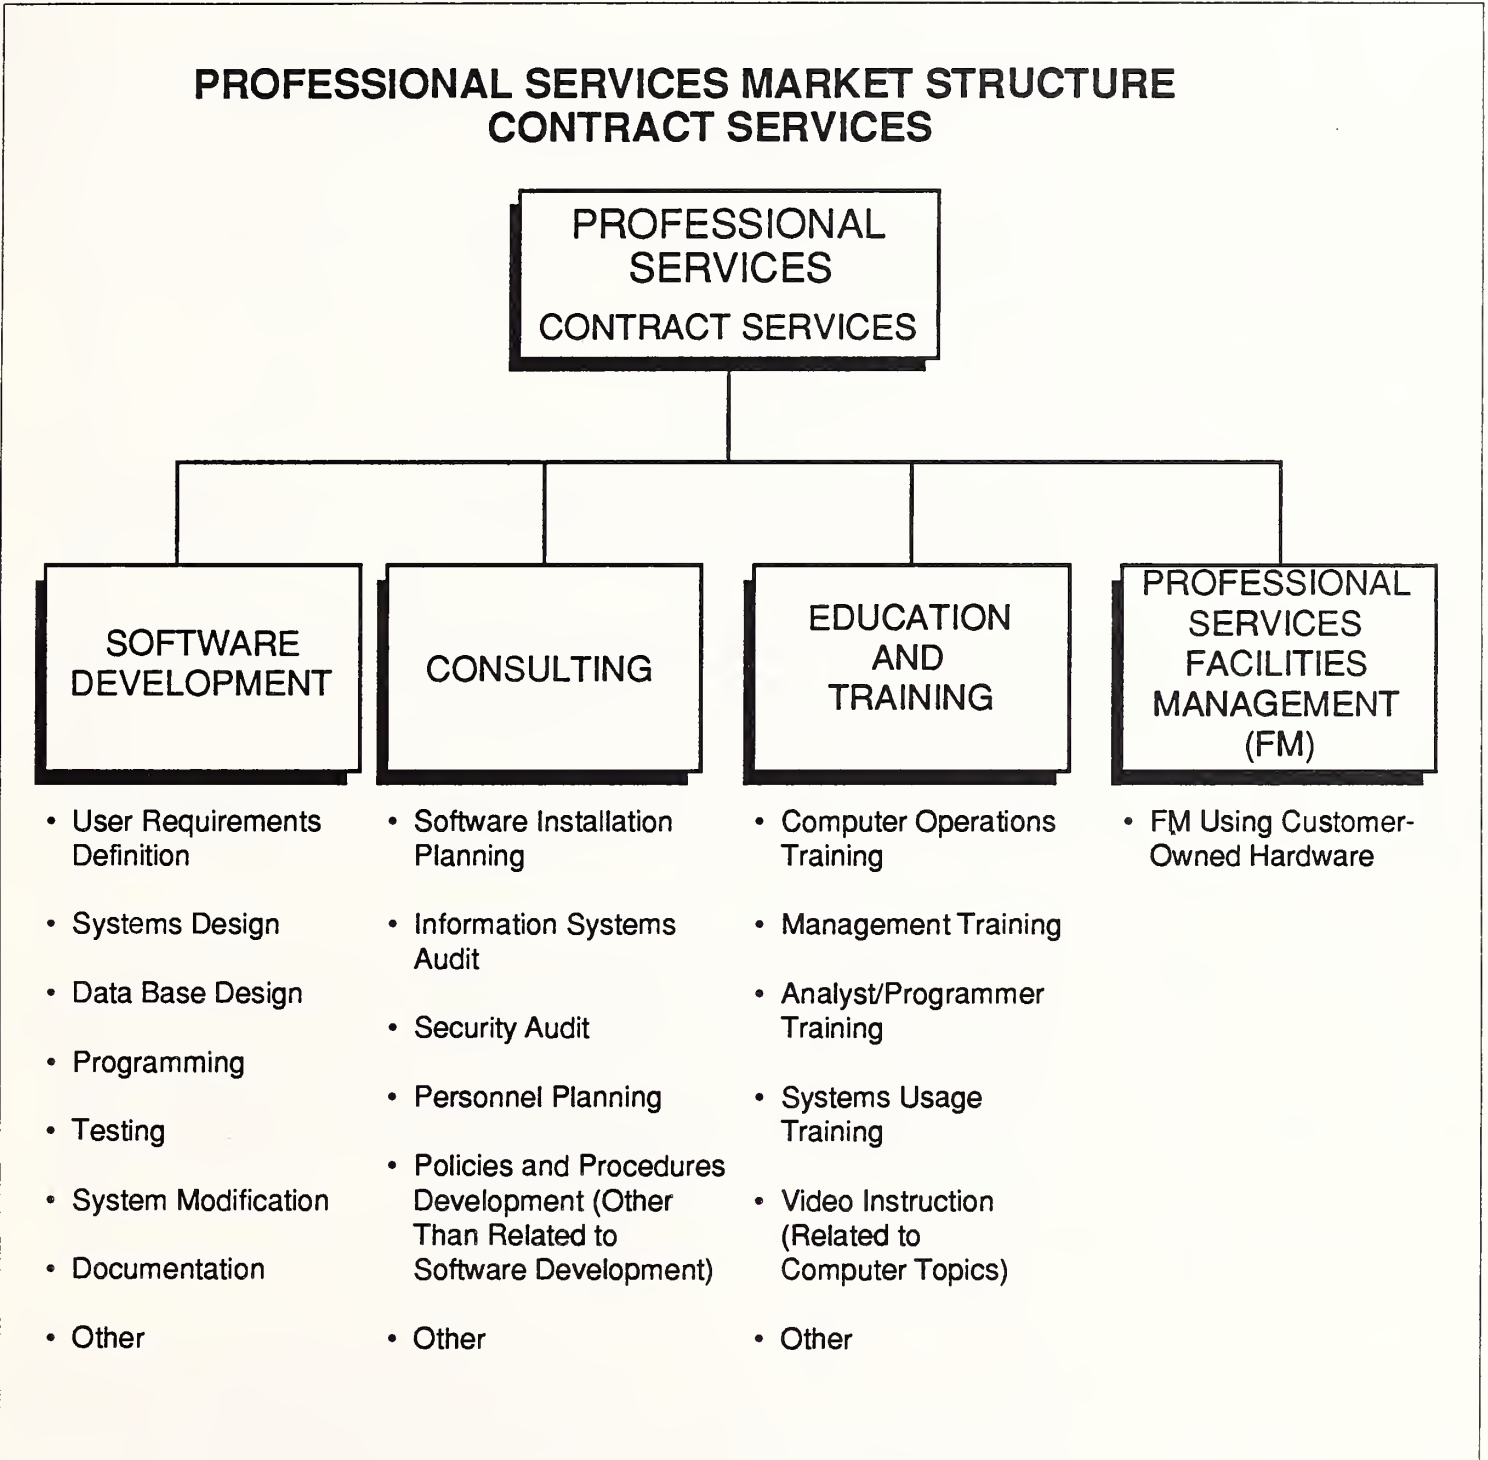 PROFESSIONAL SERVICES MARKET STRUCTURE
CONTRACT SERVICES
PROFESSIONAL
SERVICES
CONTRACT SERVICES
SOFTWARE
DEVELOPMENT
• User Requirements
Definition
• Systems Design
• Data Base Design
• Programming
• Testing
• System Modification
• Documentation
• Other
CONSULTING
• Software Installation
Planning
• Information Systems
Audit
• Security Audit
• Personnel Planning
• Policies and Procedures
Development (Other
Than Related to
Software Development)
• Other
EDUCATION
AND
TRAINING
• Computer Operations
Training
• Management Training
• Analyst/Programmer
Training
• Systems Usage
Training
• Video Instruction
(Related to
Computer Topics)
• Other
PROFESSIONAL
SERVICES
FACILITIES
MANAGEMENT
(FM)
• FM Using Customer-
Owned Hardware